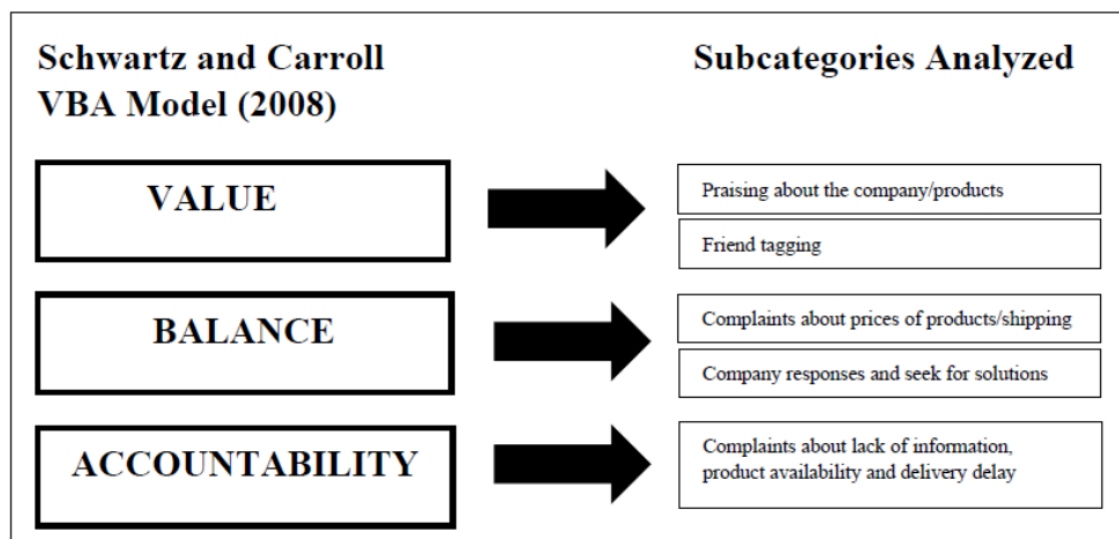 Schwartz and Carroll
VBA Model (2008)
Subcategories Analyzed
VALUE
Praising about the company/products
Friend tagging
BALANCE
Complaints about prices of products/shipping
Company responses and seek for solutions
ACCOUNTABILITY
Complaints about lack of information,
product availability and delivery delay